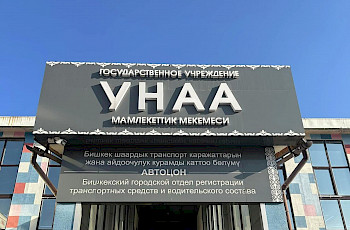 ГОСУДАРСТВЕННОЕ УЧРЕЖДЕНИЕ
УНАА
МАМЛЕКЕТТИК МЕКЕМЕСИ
Бишкек шаардык транспорт каражаттарын
жана айдоочулук курамды каттоо бөлүмү
АВТОЦОН
Бишкекский городской отдел регистрации
транспортных средств и водительского состава